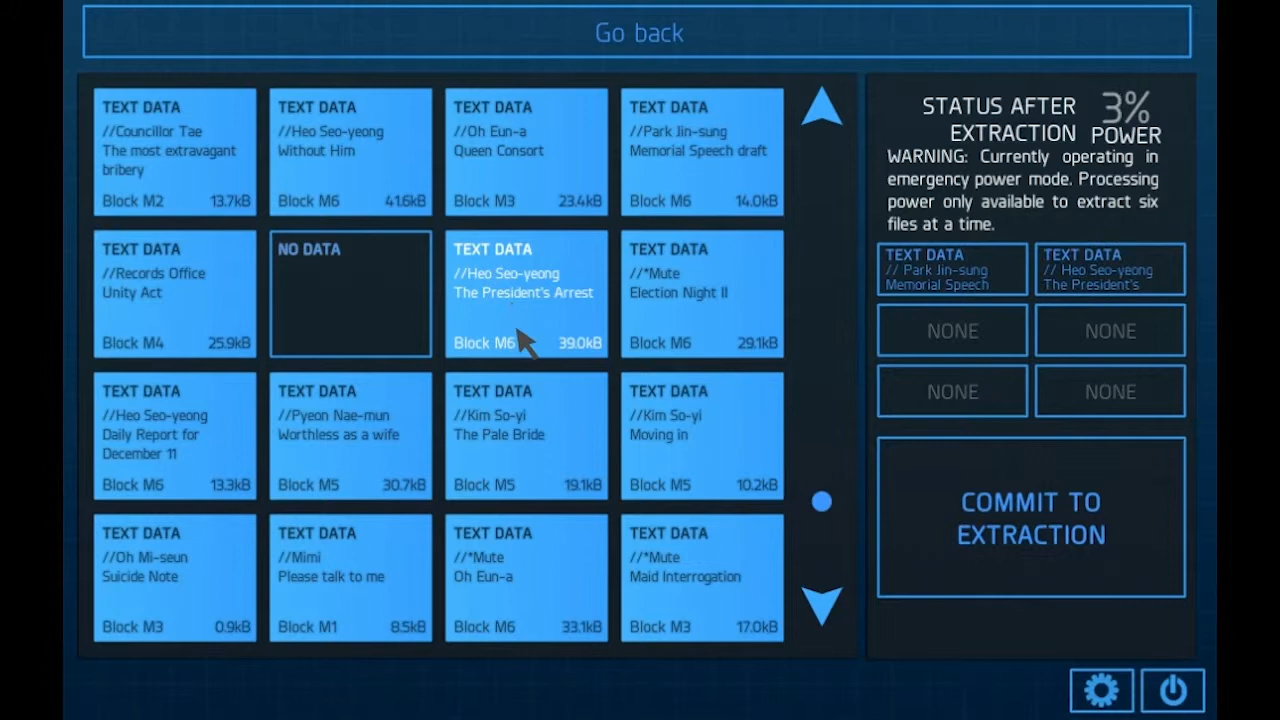 Go back
TEXT DATA
//Councillor Tae
The most extravagant
bribery
Block M2 13.7kB
TEXT DATA
//Heo Seo-yeong
Without Him
Block M6 41.6kB
TEXT DATA
//Oh Eun-a
Queen Consort
Block M3 23.4kB
TEXT DATA
//Park Jin-sung
Memorial Speech draft
Block M6 14.0kB
TEXT DATA
//Records Office
Unity Act
Block M4 25.9kB
NO DATA
TEXT DATA
//Heo Seo-yeong
The President's Arrest
Block M6 39.0kB
TEXT DATA
//*Mute
Election Night II
Block M6 29.1kB
TEXT DATA
//Heo Seo-yeong
Daily Report for
December 11
Block M6 13.3kB
TEXT DATA
//Pyeon Nae-mun
Worthless as a wife
Block M5 30.7kB
TEXT DATA
//Kim So-yi
The Pale Bride
Block M5 19.1kB
TEXT DATA
//Kim So-yi
Moving in
Block M5 10.2kB
TEXT DATA
//Oh Mi-seun
Suicide Note
Block M3 0.9kB
TEXT DATA
//Mimi
Please talk to me
Block M1 8.5kB
TEXT DATA
//*Mute
Oh Eun-a
Block M6 33.1kB
TEXT DATA
//*Mute
Maid Interrogation
Block M3 17.0kB
STATUS AFTER
EXTRACTION
3%
POWER
WARNING: Currently operating in
emergency power mode. Processing
power only available to extract six
files at a time.
TEXT DATA
// Park Jin-sung
Memorial Speech
TEXT DATA
// Heo Seo-yeong
The President's
NONE
NONE
NONE
NONE
COMMIT TO
EXTRACTION